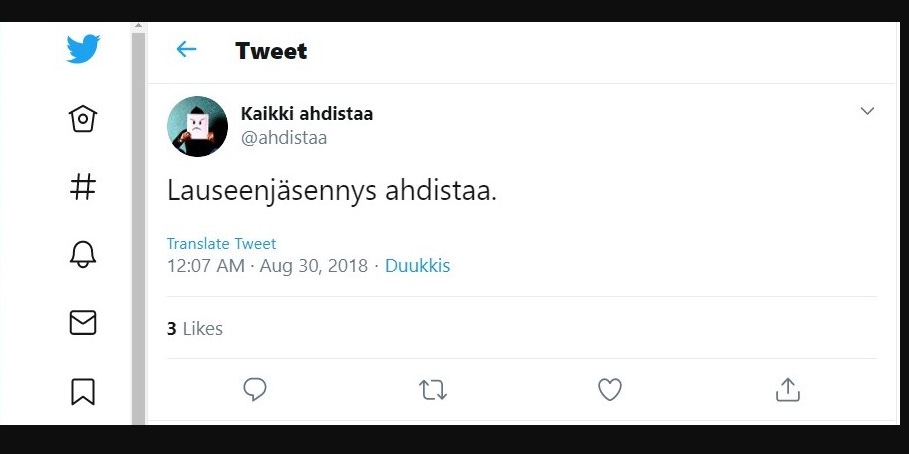 Tweet
Kaikki ahdistaa
@ahdistaa
Lauseenjäsennys ahdistaa.
Translate Tweet
12:07 AM · Aug 30, 2018 · Duukkis
3 Likes